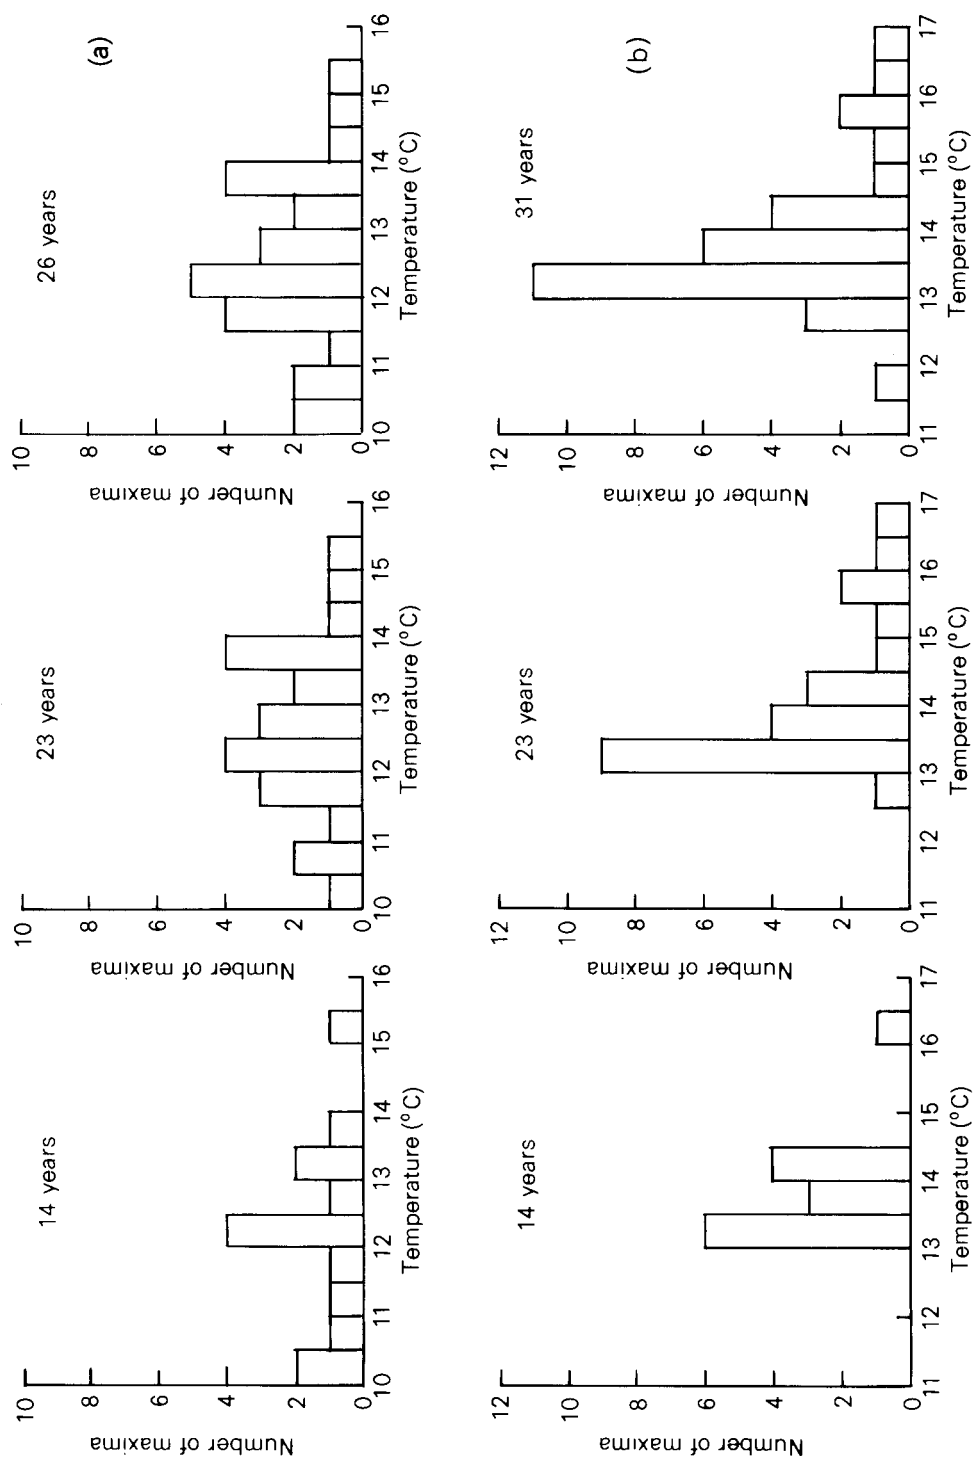 (a)
14 years
Number of maxima
10
8
6
4
2
0
10 11 12 13 14 15 16
Temperature (°C)
23 years
Number of maxima
10
8
6
4
2
0
10 11 12 13 14 15 16
Temperature (°C)
26 years
Number of maxima
10
8
6
4
2
0
10 11 12 13 14 15 16
Temperature (°C)
(b)
14 years
Number of maxima
12
10
8
6
4
2
0
11 12 13 14 15 16 17
Temperature (°C)
23 years
Number of maxima
12
10
8
6
4
2
0
11 12 13 14 15 16 17
Temperature (°C)
31 years
Number of maxima
12
10
8
6
4
2
0
11 12 13 14 15 16 17
Temperature (°C)